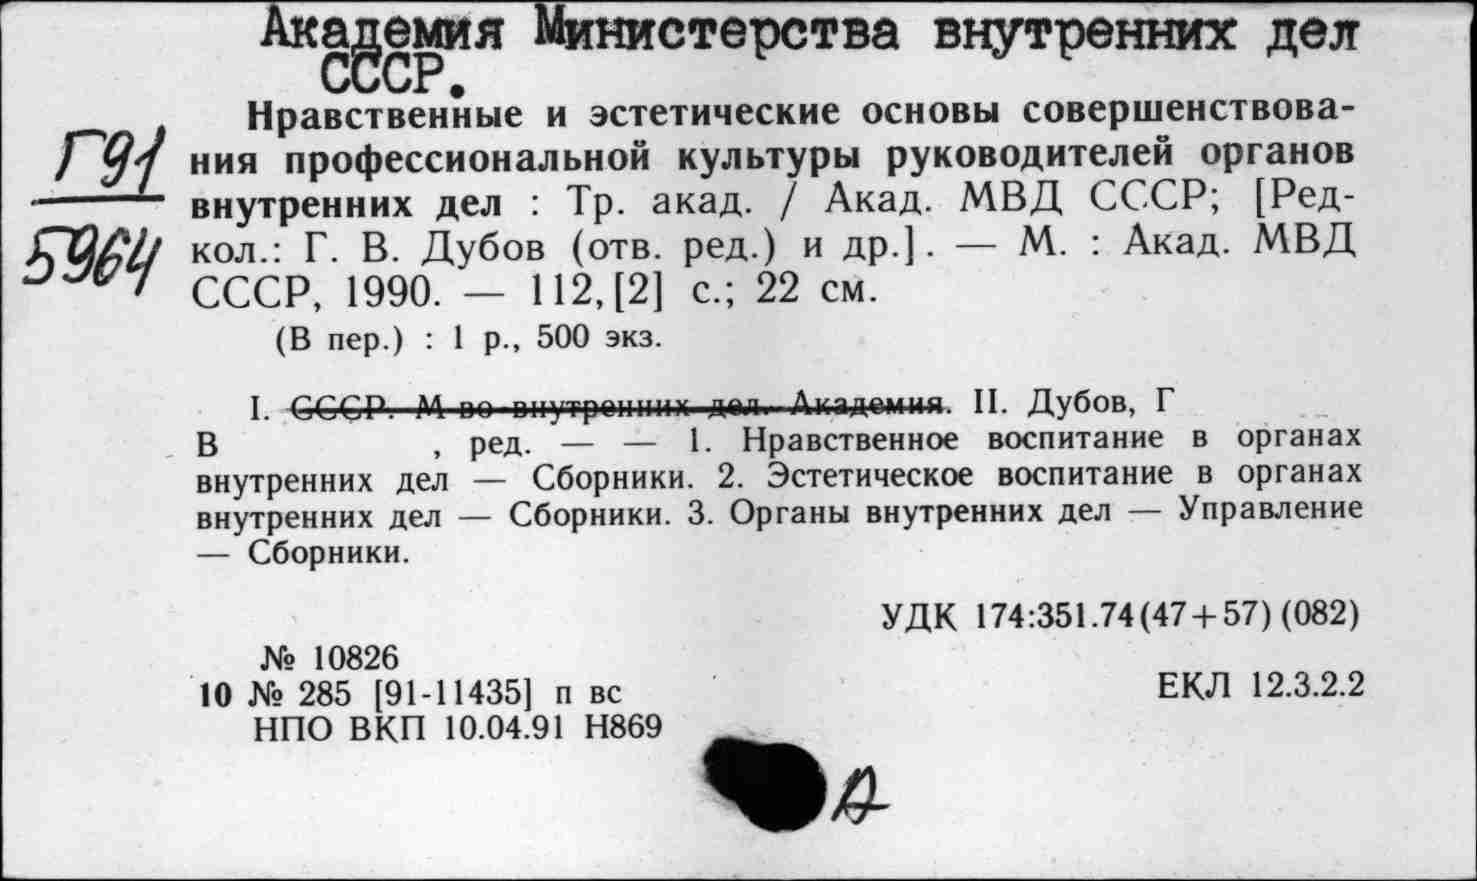 Академия Министерства внутренних дел
СССР.
Нравственные и эстетические основы совершенствова-
Г91 ния профессиональной культуры руководителей органов
внутренних дел : Тр. акад. / Акад. МВД СССР; [Ред-
5964 кол.: Г. В. Дубов (отв. ред.) и др.]. — М. : Акад. МВД
СССР, 1990. — 112, [2] с.; 22 см.
(В пер.) : 1 р., 500 экз.
I. СССР. М-во внутренних дел. Академия. II. Дубов, Г
В , ред. — — 1. Нравственное воспитание в органах
внутренних дел — Сборники. 2. Эстетическое воспитание в органах
внутренних дел — Сборники. 3. Органы внутренних дел — Управление
— Сборники.
УДК 174:351.74(47+57)(082)
№ 10826
10 № 285 [91-11435] п вс
ЕКЛ 12.3.2.2
НПО ВКП 10.04.91 Н869